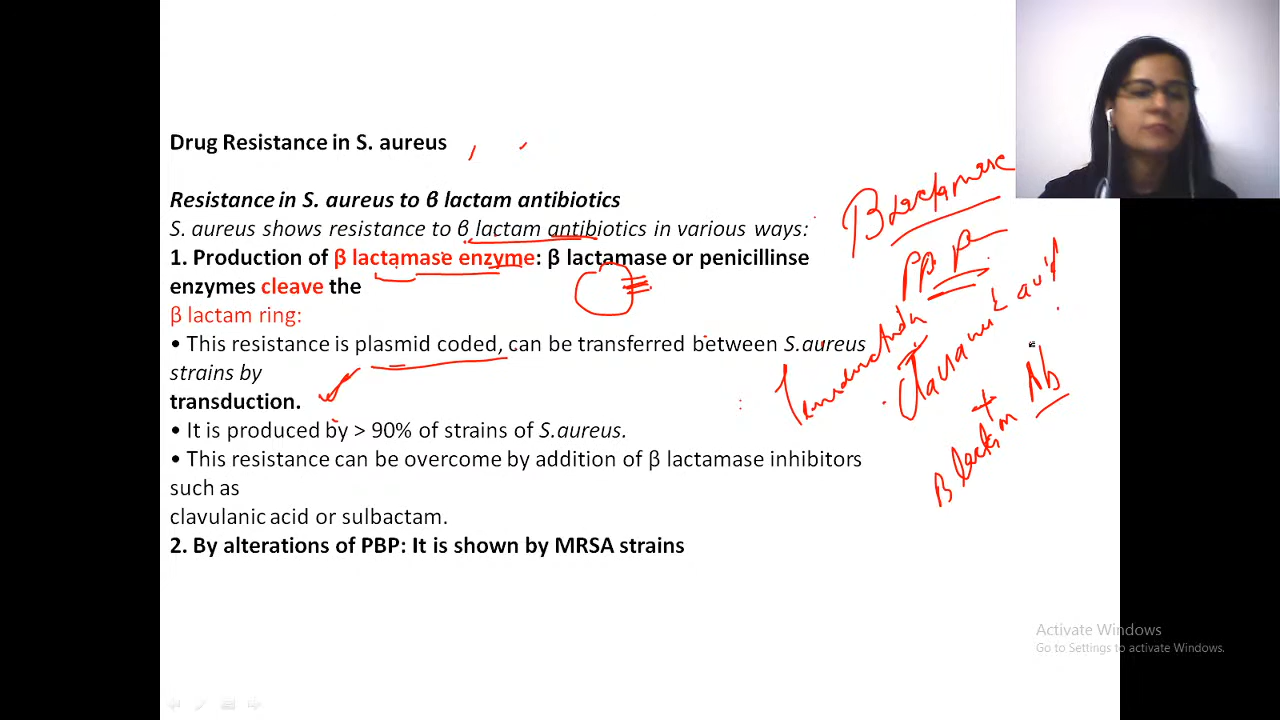 Drug Resistance in S. aureus
Resistance in S. aureus to β lactam antibiotics
S. aureus shows resistance to β lactam antibiotics in various ways:
1. Production of β lactamase enzyme: β lactamase or penicillinse
enzymes cleave the
β lactam ring:
• This resistance is plasmid coded, can be transferred between S.aureus
strains by
transduction.
• It is produced by > 90% of strains of S.aureus.
• This resistance can be overcome by addition of β lactamase inhibitors
such as
clavulanic acid or sulbactam.
2. By alterations of PBP: It is shown by MRSA strains
B Lactamase
Transduction
acid
+
B lactam Ab
Activate Windows
Go to Settings to activate Windows.